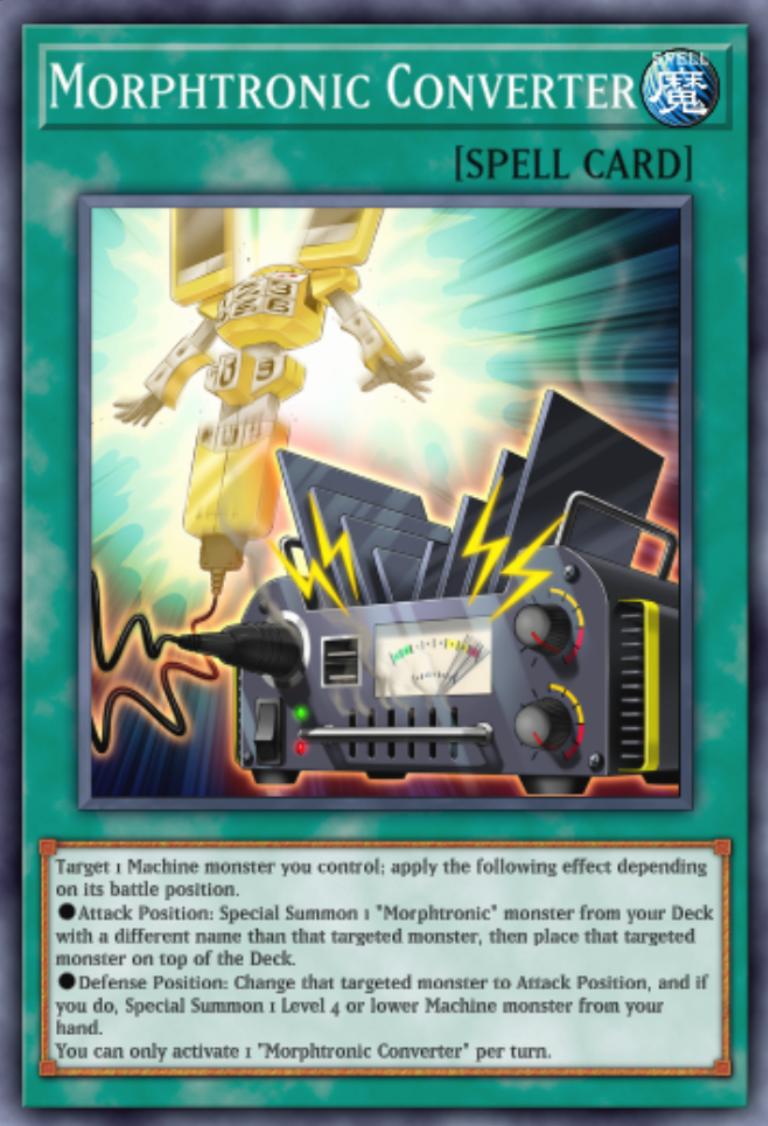 MORPHTRONIC CONVERTER
SPELL
魔
[SPELL CARD]
Target 1 Machine monster you control; apply the following effect depending
on its battle position.
●Attack Position: Special Summon 1 "Morphtronic" monster from your Deck
with a different name than that targeted monster, then place that targeted
monster on top of the Deck.
●Defense Position: Change that targeted monster to Attack Position, and if
you do, Special Summon 1 Level 4 or lower Machine monster from your
hand.
You can only activate 1 "Morphtronic Converter" per turn.